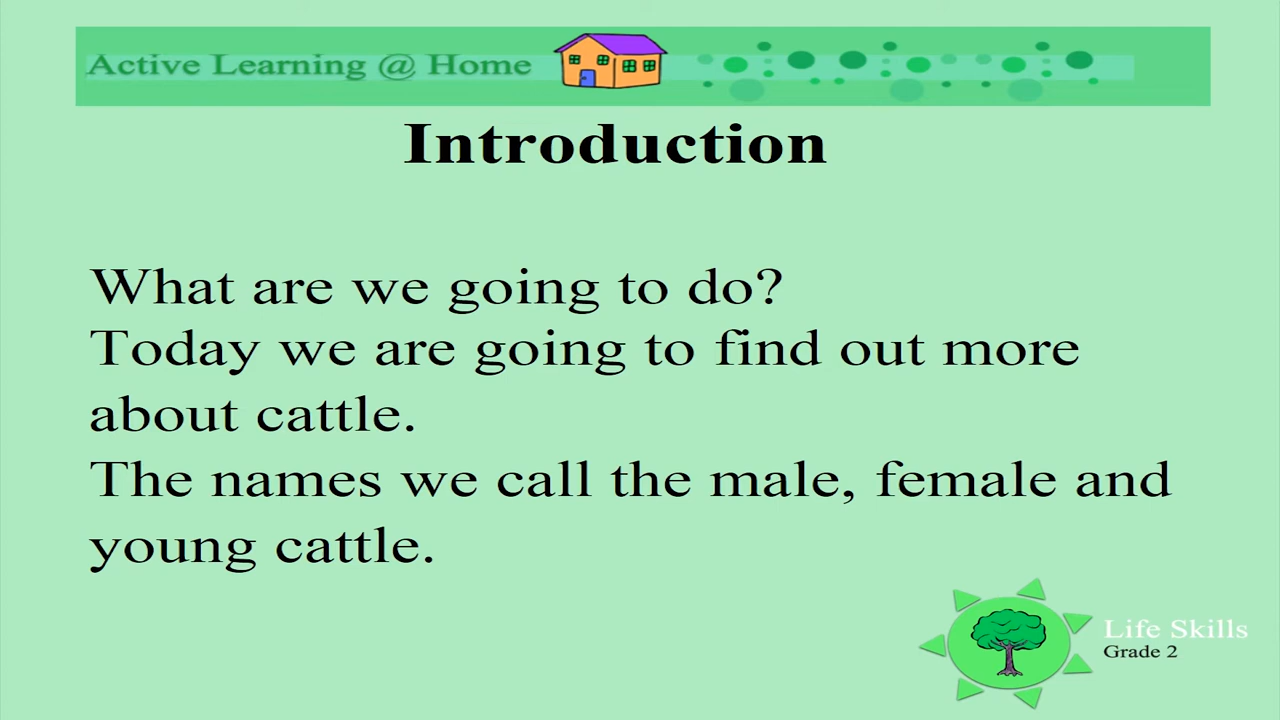 Active Learning @ Home
Introduction
What are we going to do?
Today we are going to find out more
about cattle.
The names we call the male, female and
young cattle.
Life Skills
Grade 2